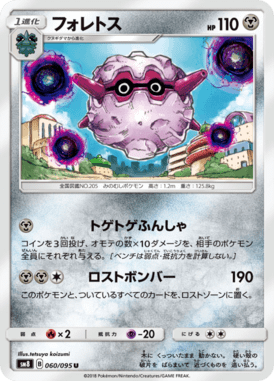 1進化
フォレトス
HP 110
クヌギダマから進化
全国図鑑NO.205 みのむしポケモン 高さ:1.2m 重さ:125.8kg
トゲトゲふんしゃ
コインを3回投げ、オモテの数×10ダメージを、相手のポケモン
全員にそれぞれ与える。[ベンチは弱点・抵抗力を計算しない。]
ロストボンバー 190
このポケモンと、ついているすべてのカードを、ロストゾーンに置く。
弱点 ×2 抵抗力 -20 にげる
sm8 060/095 U
illus.tetsuya koizumi
©2018 Pokémon/Nintendo/Creatures/GAME FREAK.